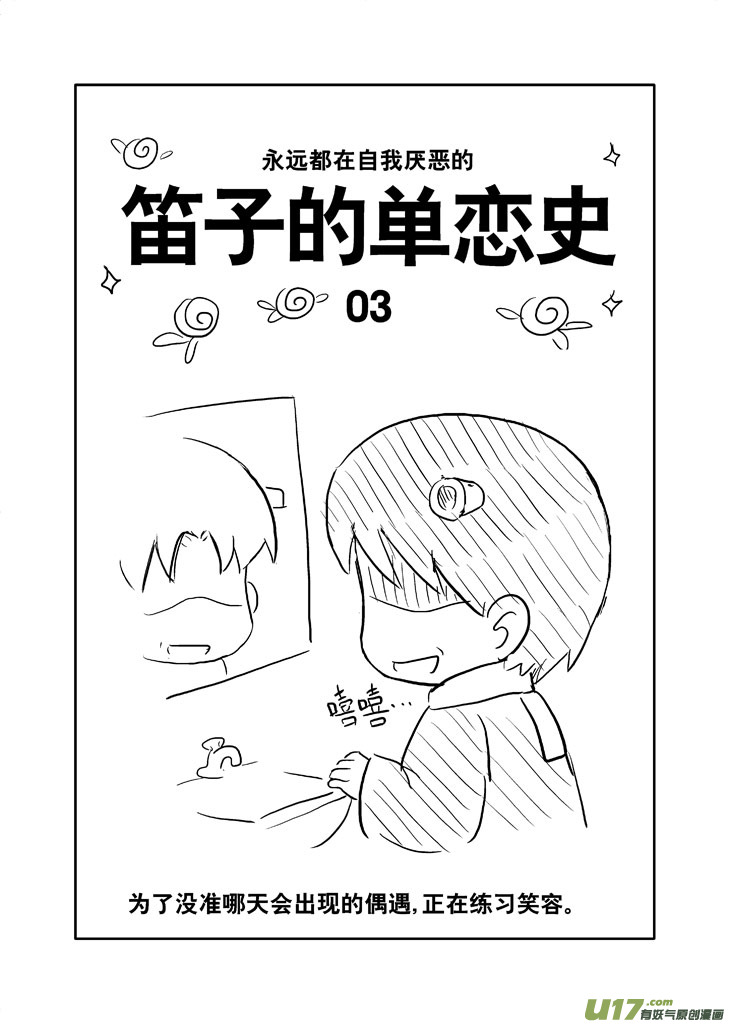 永远都在自我厌恶的
笛子的单恋史
03
嘻嘻…
为了没准哪天会出现的偶遇,正在练习笑容。
U17.com
有妖气原创漫画